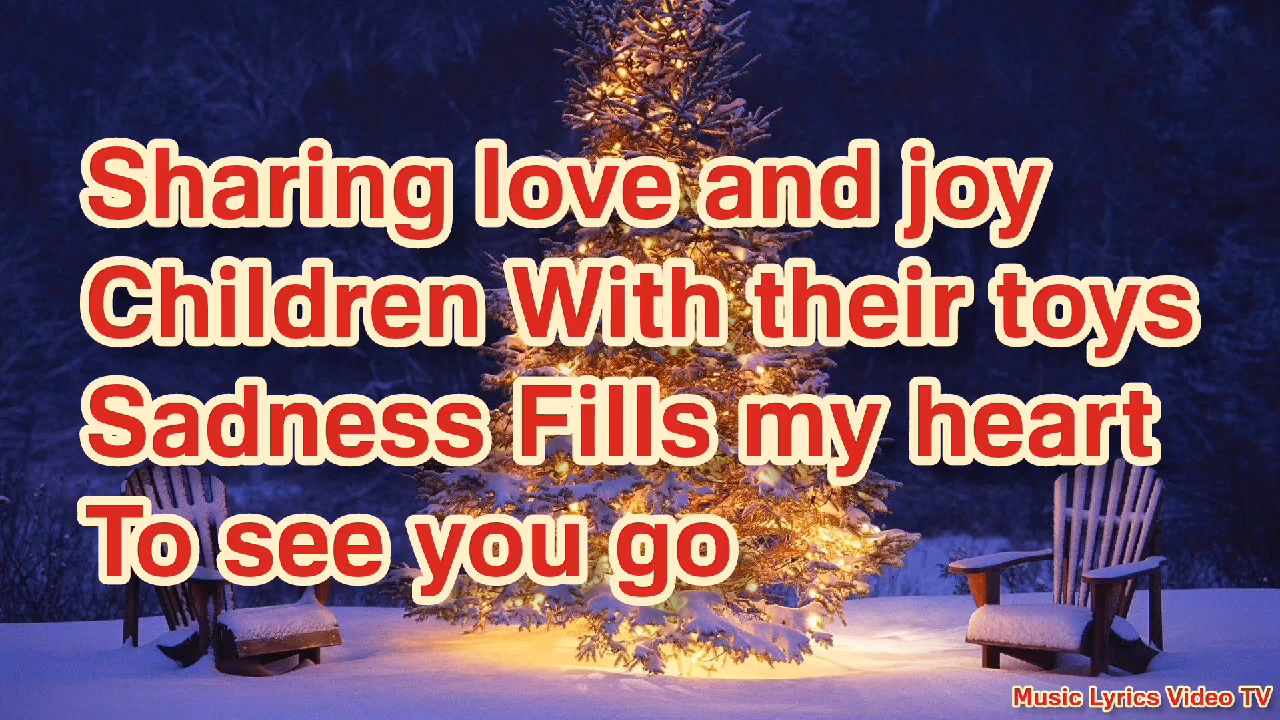 Sharing love and joy
Children With their toys
Sadness Fills my heart
To see you go
Music Lyrics Video TV